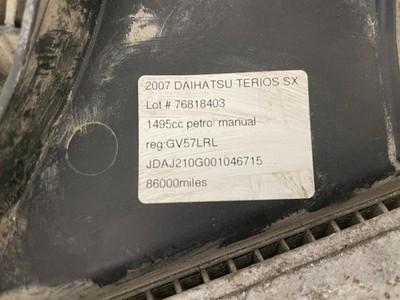 2007 DAIHATSU TERIOS SX
Lot # 76818403
1495cc petrol manual
reg:GV57LRL
JDAJ210G001046715
86000miles